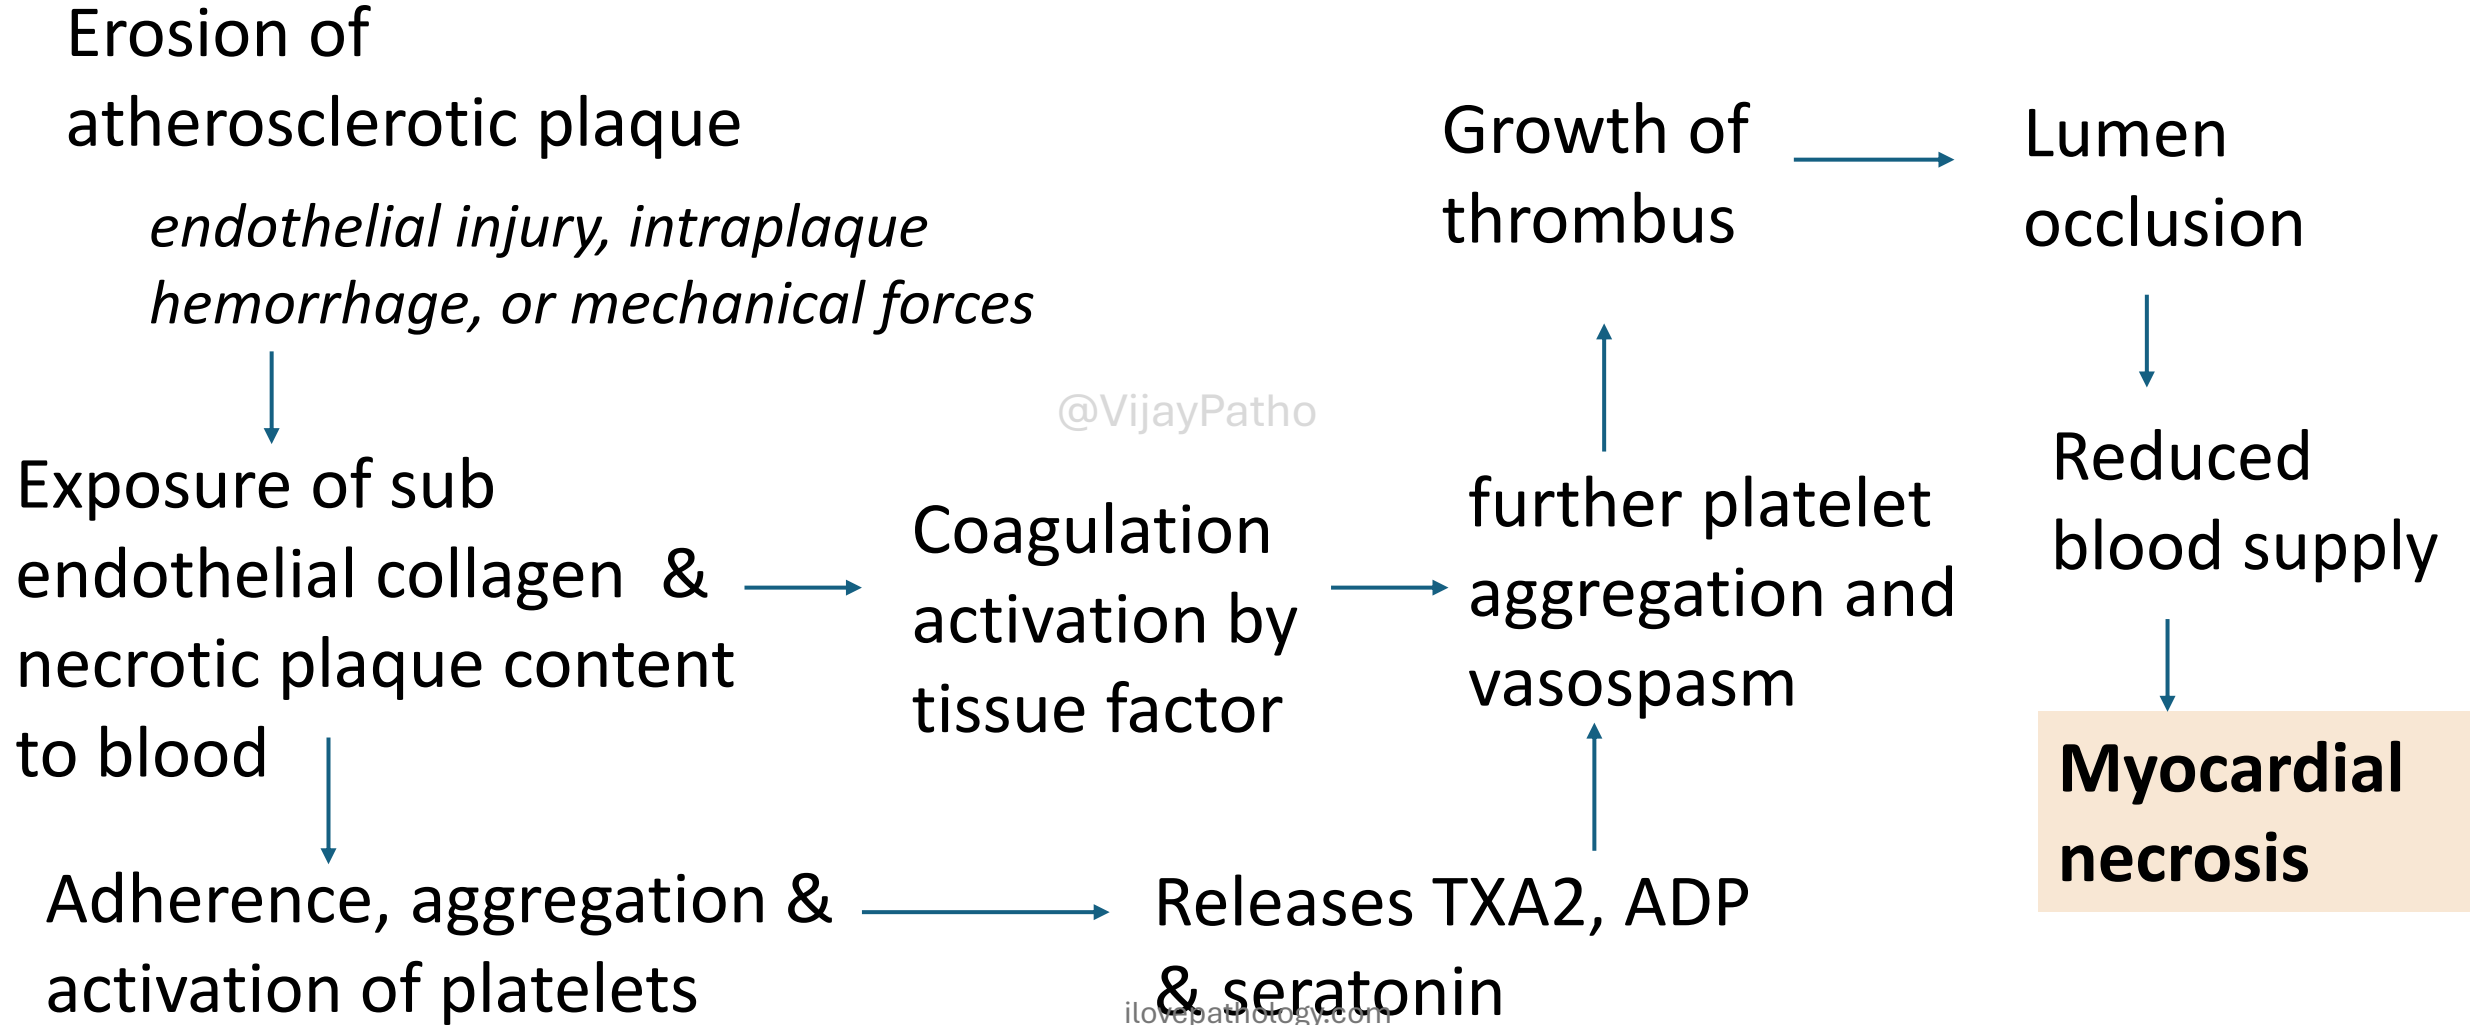 Erosion of
atherosclerotic plaque
endothelial injury, intraplaque
hemorrhage, or mechanical forces
Exposure of sub
endothelial collagen & 
necrotic plaque content
to blood
Adherence, aggregation &
activation of platelets
Coagulation
activation by
tissue factor
Releases TXA2, ADP
& seratonin
further platelet
aggregation and
vasospasm
Growth of
thrombus
Lumen
occlusion
Reduced
blood supply
Myocardial
necrosis
@VijayPatho
ilovepathology.com